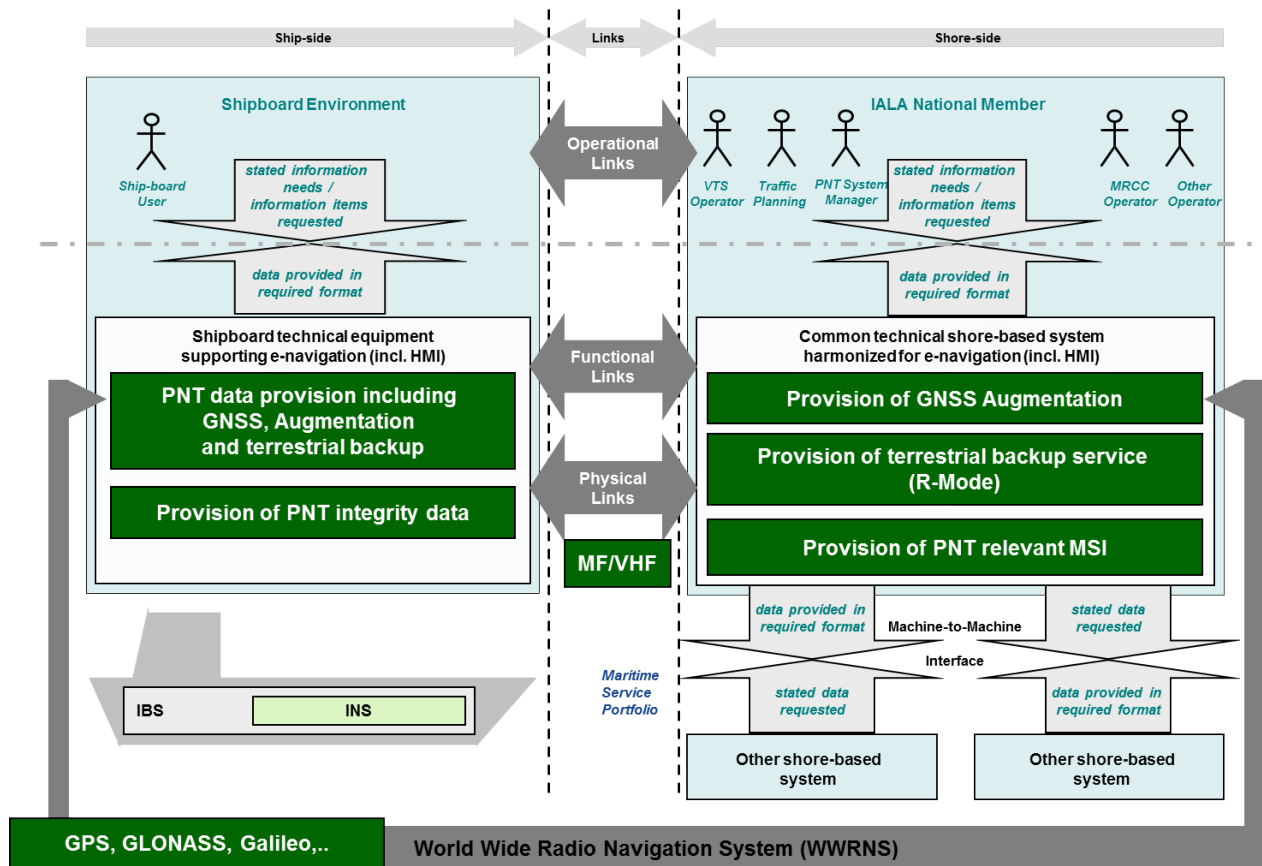 Ship-side
Links
Shore-side
Shipboard Environment
IALA National Member
Ship-board
User
stated information
needs /
information items
requested
Operational
Links
VTS
Operator
Traffic
Planning
PNT System
Manager
stated information
needs /
information items
requested
MRCC
Operator
Other
Operator
data provided in
required format
data provided in
required format
Shipboard technical equipment
supporting e-navigation (incl. HMI)
Functional
Links
Common technical shore-based system
harmonized for e-navigation (incl. HMI)
PNT data provision including
GNSS, Augmentation
and terrestrial backup
Provision of GNSS Augmentation
Provision of terrestrial backup service
(R-Mode)
Physical
Links
Provision of PNT integrity data
Provision of PNT relevant MSI
MF/VHF
data provided in
required format
Machine-to-Machine
Interface
stated data
requested
Maritime
Service
Portfolio
stated data
requested
data provided in
required format
IBS
INS
Other shore-based
system
Other shore-based
system
GPS, GLONASS, Galileo,..
World Wide Radio Navigation System (WWRNS)